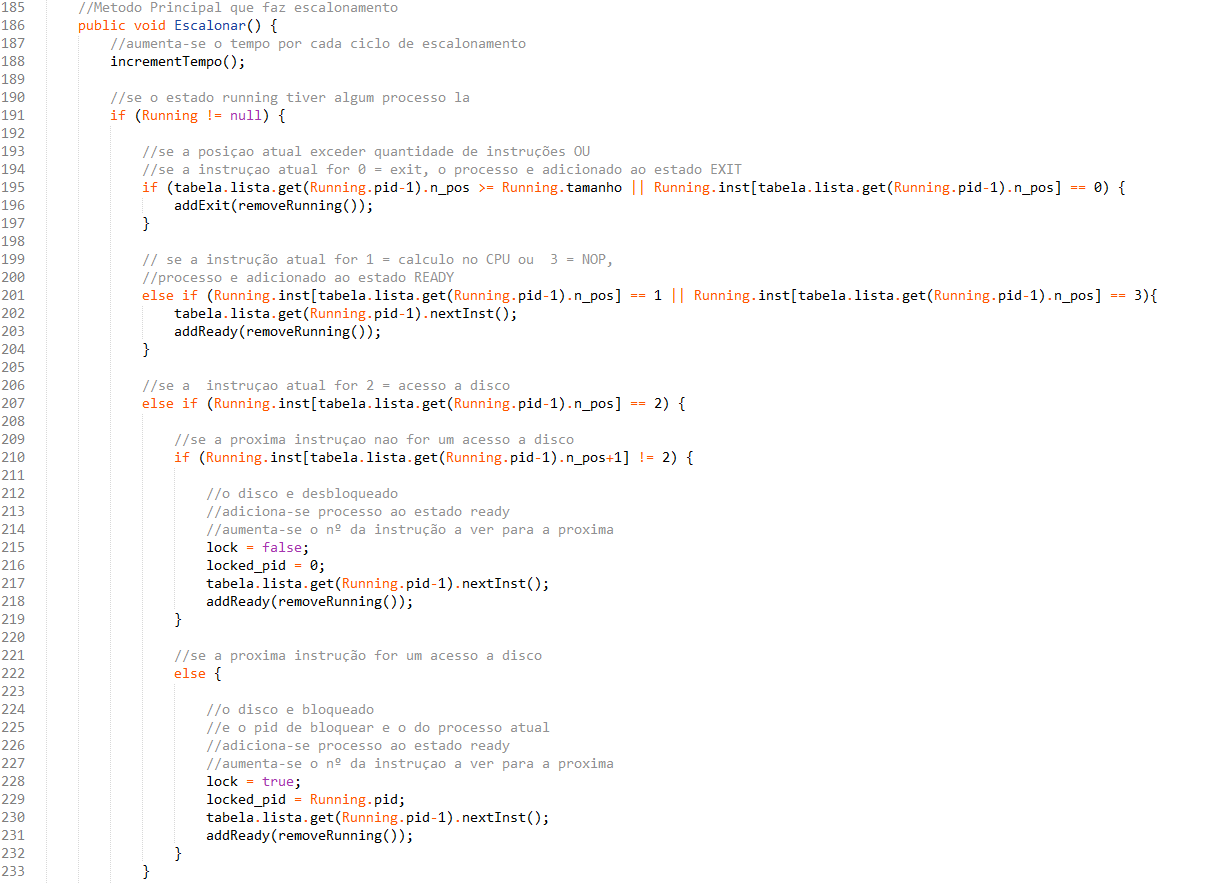 185 //Metodo Principal que faz escalonamento
186 public void Escalonar() {
187 //aumenta-se o tempo por cada ciclo de escalonamento
188 incrementTempo();
189
190 //se o estado running tiver algum processo la
191 if (Running != null) {
192
193 //se a posiçao atual exceder quantidade de instruções OU
194 //se a instruçao atual for 0 = exit, o processo e adicionado ao estado EXIT
195 if (tabela.lista.get(Running.pid-1).n_pos >= Running.tamanho || Running.inst[tabela.lista.get(Running.pid-1).n_pos] == 0) {
196 addExit(removeRunning());
197 }
198
199 // se a instrução atual for 1 = calculo no CPU ou  3 = NOP,
200 //processo e adicionado ao estado READY
201 else if (Running.inst[tabela.lista.get(Running.pid-1).n_pos] == 1 || Running.inst[tabela.lista.get(Running.pid-1).n_pos] == 3){
202 tabela.lista.get(Running.pid-1).nextInst();
203 addReady(removeRunning());
204 }
205
206 //se a  instruçao atual for 2 = acesso a disco
207 else if (Running.inst[tabela.lista.get(Running.pid-1).n_pos] == 2) {
208
209 //se a proxima instruçao nao for um acesso a disco
210 if (Running.inst[tabela.lista.get(Running.pid-1).n_pos+1] != 2) {
211
212 //o disco e desbloqueado
213 //adiciona-se processo ao estado ready
214 //aumenta-se o nº da instrução a ver para a proxima
215 lock = false;
216 locked_pid = 0;
217 tabela.lista.get(Running.pid-1).nextInst();
218 addReady(removeRunning());
219 }
220
221 //se a proxima instrução for um acesso a disco
222 else {
223
224 //o disco e bloqueado
225 //e o pid de bloquear e o do processo atual
226 //adiciona-se processo ao estado ready
227 //aumenta-se o nº da instruçao a ver para a proxima
228 lock = true;
229 locked_pid = Running.pid;
230 tabela.lista.get(Running.pid-1).nextInst();
231 addReady(removeRunning());
232 }
233 }